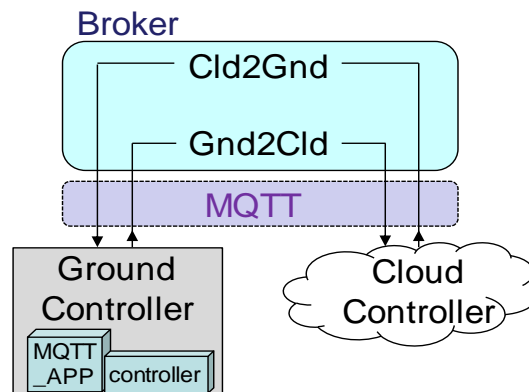 Broker
Cld2Gnd
Gnd2Cld
MQTT
Ground
Controller
MQTT
_APP
controller
Cloud
Controller